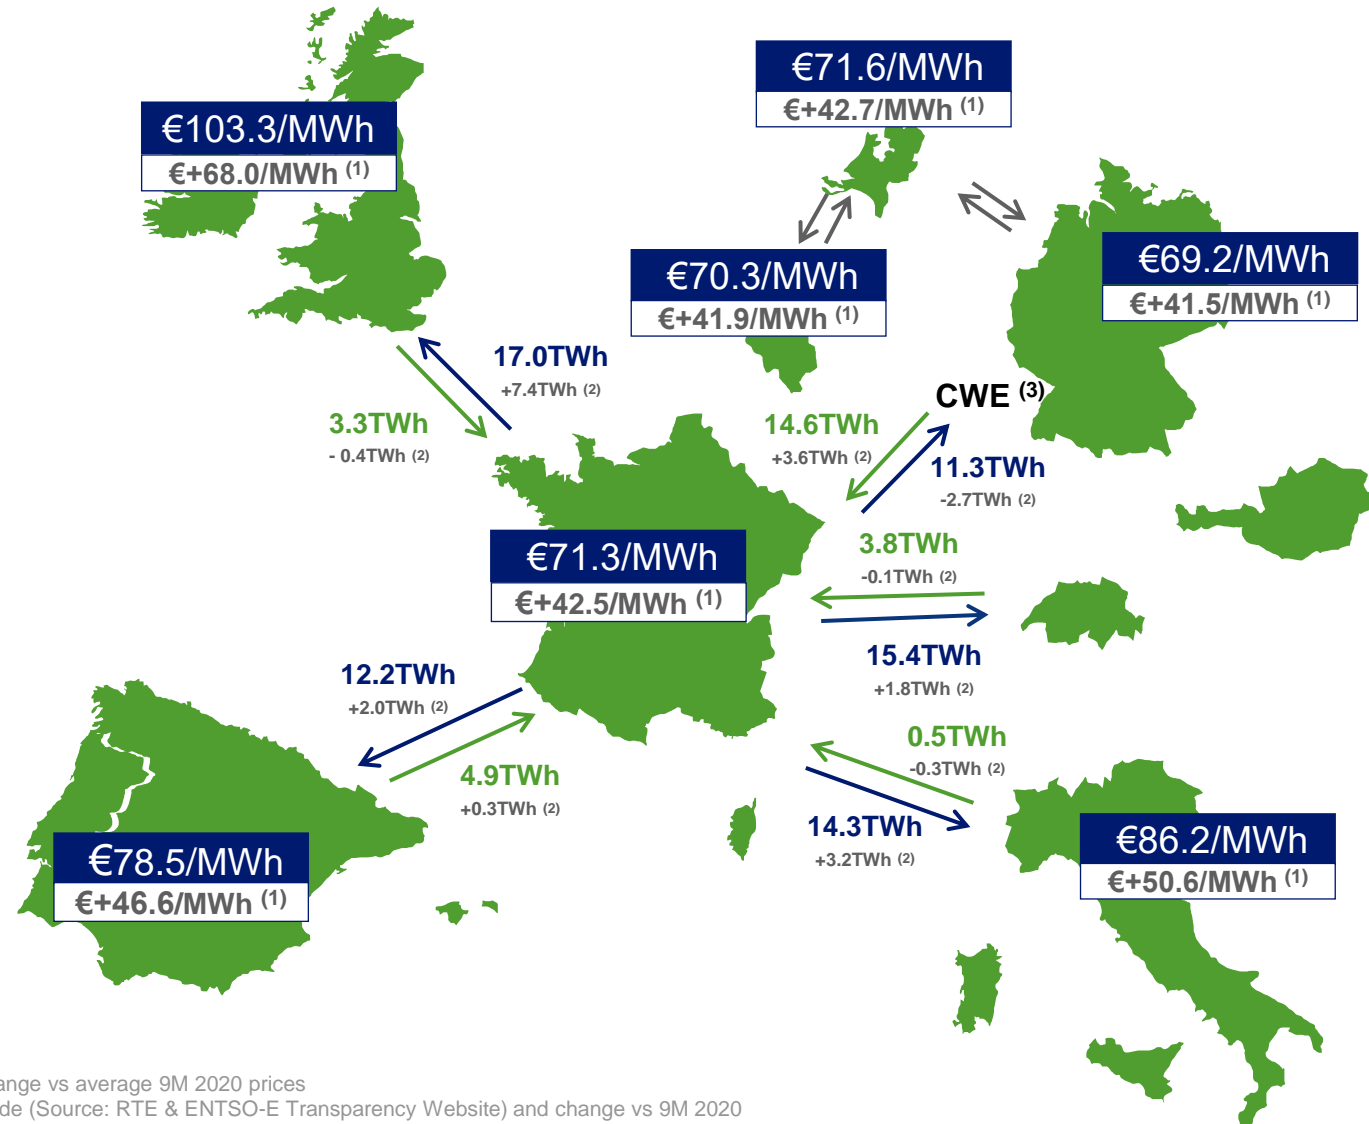 €71.6/MWh
€+42.7/MWh (1)
€103.3/MWh
€+68.0/MWh (1)
€70.3/MWh
€+41.9/MWh (1)
€69.2/MWh
€+41.5/MWh (1)
17.0TWh
+7.4TWh (2)
3.3TWh
- 0.4TWh (2)
CWE (3)
14.6TWh
+3.6TWh (2)
11.3TWh
-2.7TWh (2)
€71.3/MWh
€+42.5/MWh (1)
3.8TWh
-0.1TWh (2)
15.4TWh
+1.8TWh (2)
12.2TWh
+2.0TWh (2)
4.9TWh
+0.3TWh (2)
0.5TWh
-0.3TWh (2)
14.3TWh
+3.2TWh (2)
€78.5/MWh
€+46.6/MWh (1)
€86.2/MWh
€+50.6/MWh (1)
ange vs average 9M 2020 prices
de (Source: RTE & ENTSO-E Transparency Website) and change vs 9M 2020